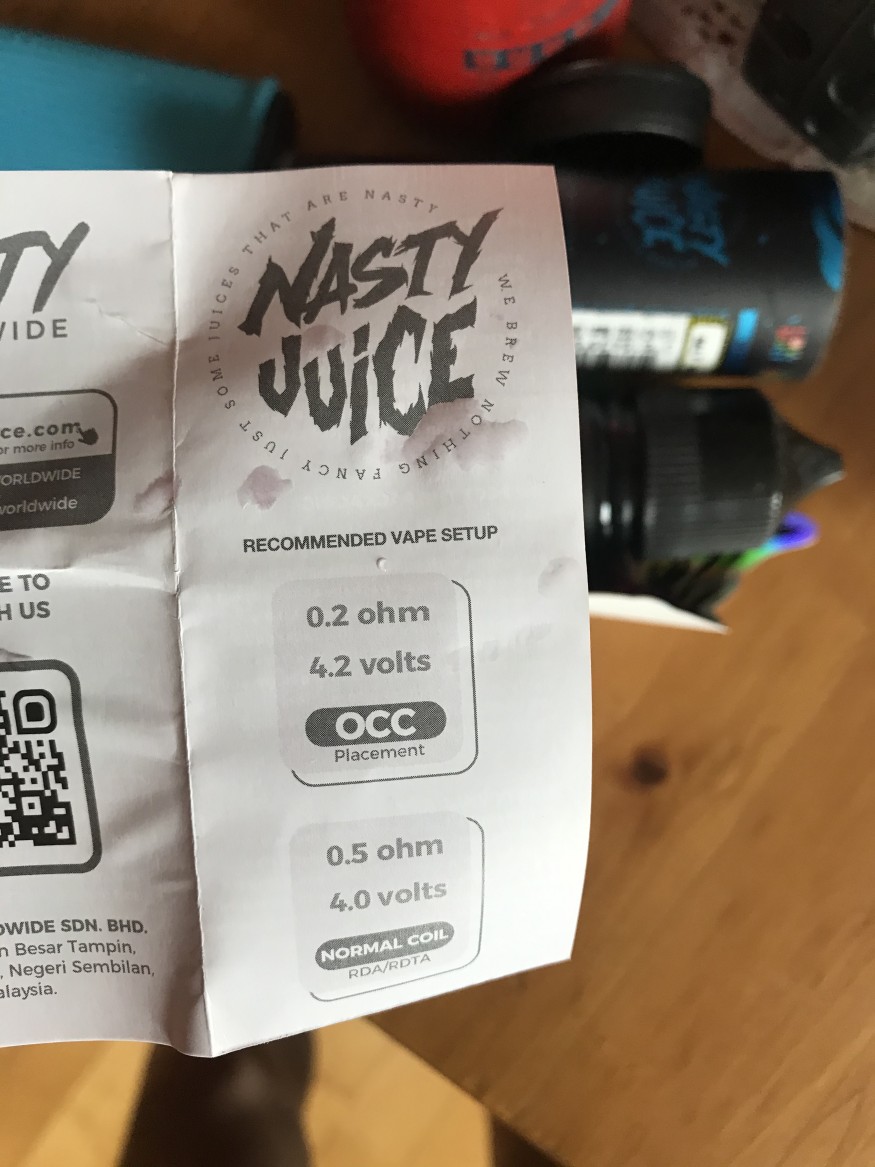 TY
IDE
ce.com
or more info
ORLDWIDE
worldwide
E TO
H US
DWIDE SDN. BHD.
n Besar Tampin,
, Negeri Sembilan,
alaysia.
JUST SOME JUICES THAT ARE NASTY
WE BREW NOTHING FANCY
NASTY
JUICE
RECOMMENDED VAPE SETUP
0.2 ohm
4.2 volts
OCC
Placement
0.5 ohm
4.0 volts
NORMAL COIL
RDA/RDTA